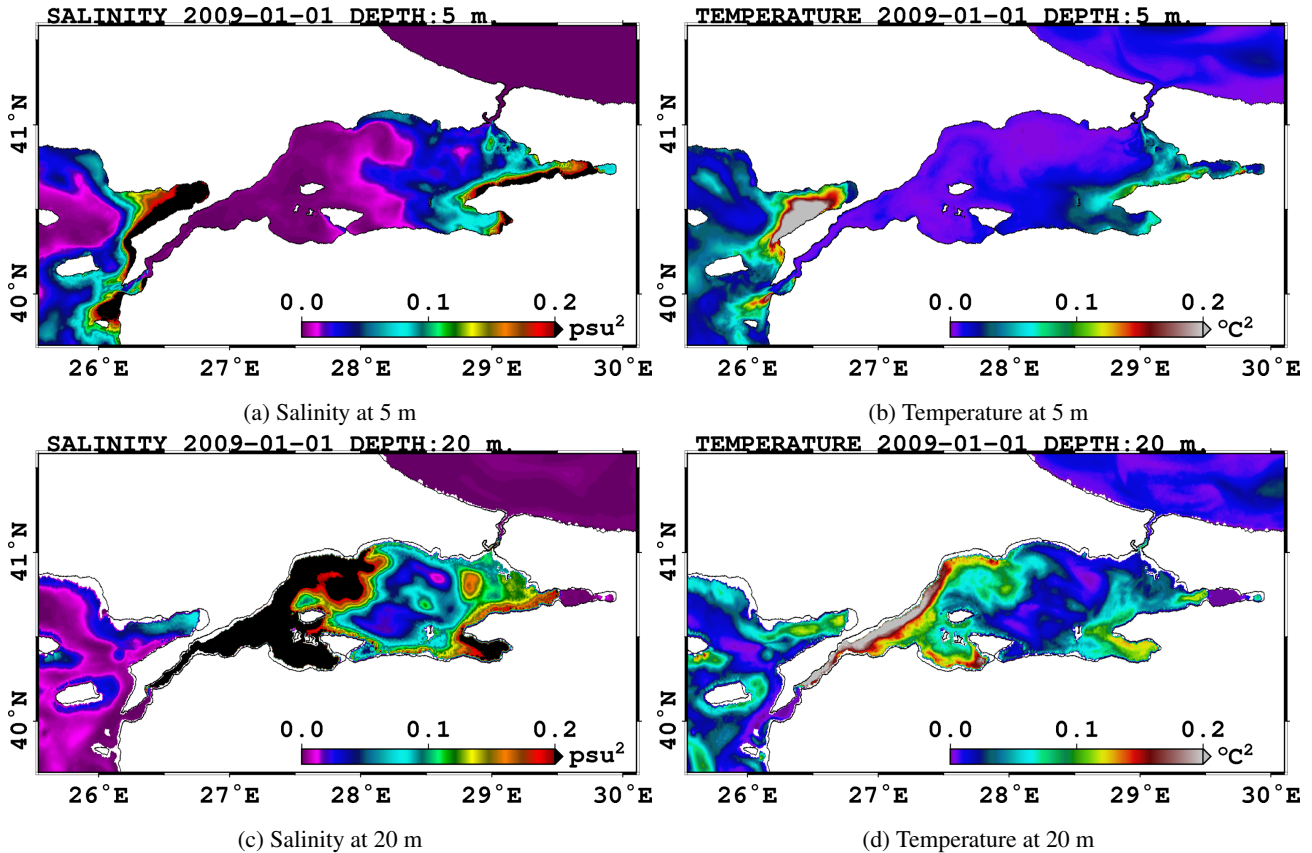 SALINITY 2009-01-01 DEPTH:5 m.
41°N
40°N
0.0 0.1 0.2
psu²
26°E 27°E 28°E 29°E 30°E
(a) Salinity at 5 m
TEMPERATURE 2009-01-01 DEPTH:5 m.
41°N
40°N
0.0 0.1 0.2
°C²
26°E 27°E 28°E 29°E 30°E
(b) Temperature at 5 m
SALINITY 2009-01-01 DEPTH:20 m.
41°N
40°N
0.0 0.1 0.2
psu²
26°E 27°E 28°E 29°E 30°E
(c) Salinity at 20 m
TEMPERATURE 2009-01-01 DEPTH:20 m.
41°N
40°N
0.0 0.1 0.2
°C²
26°E 27°E 28°E 29°E 30°E
(d) Temperature at 20 m